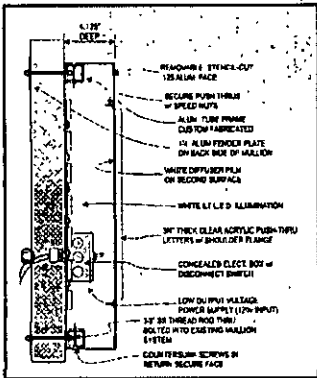 4.125"
DEEP
REMOVABLE STENCIL-CUT
.125 ALUM FACE
SECURE PUSH THRUS
w/ SPEED NUTS
ALUM TUBE FRAME
CUSTOM FABRICATED
1/4 ALUM FENDER PLATE
ON BACK SIDE OF MULLION
WHITE DIFFUSER FILM
ON SECOND SURFACE
WHITE L.E.D. ILLUMINATION
3/4" THICK CLEAR ACRYLIC PUSH-THRU
LETTERS w/ SHOULDER FLANGE
CONCEALED ELECT. BOX w/
DISCONNECT SWITCH
LOW OUTPUT VOLTAGE
POWER SUPPLY (12v INPUT)
THREAD ROD THRU
BOLTED INTO EXISTING MULLION
SYSTEM
COUNTERSUNK SCREWS IN
RETURN SECURE FACE